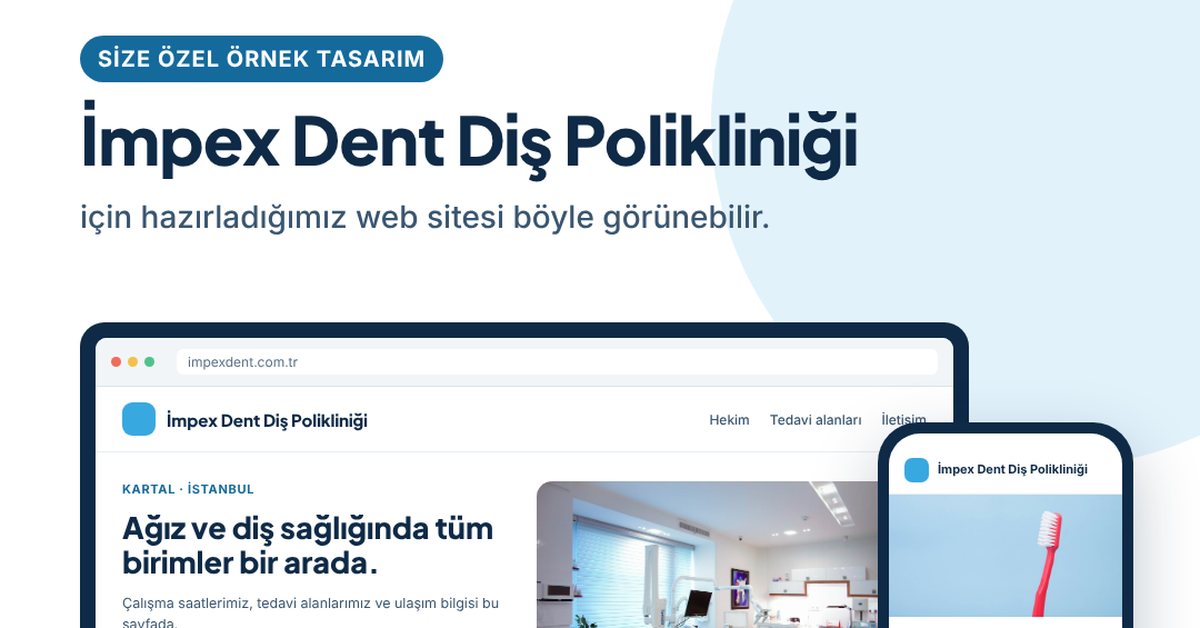 SİZE ÖZEL ÖRNEK TASARIM
İmpex Dent Diş Polikliniği
için hazırladığımız web sitesi böyle görünebilir.
impexdent.com.tr
İmpex Dent Diş Polikliniği
Hekim Tedavi alanları İletişim
İmpex Dent Diş Polikliniği
KARTAL · İSTANBUL
Ağız ve diş sağlığında tüm
birimler bir arada.
Çalışma saatlerimiz, tedavi alanlarımız ve ulaşım bilgisi bu
sayfada.